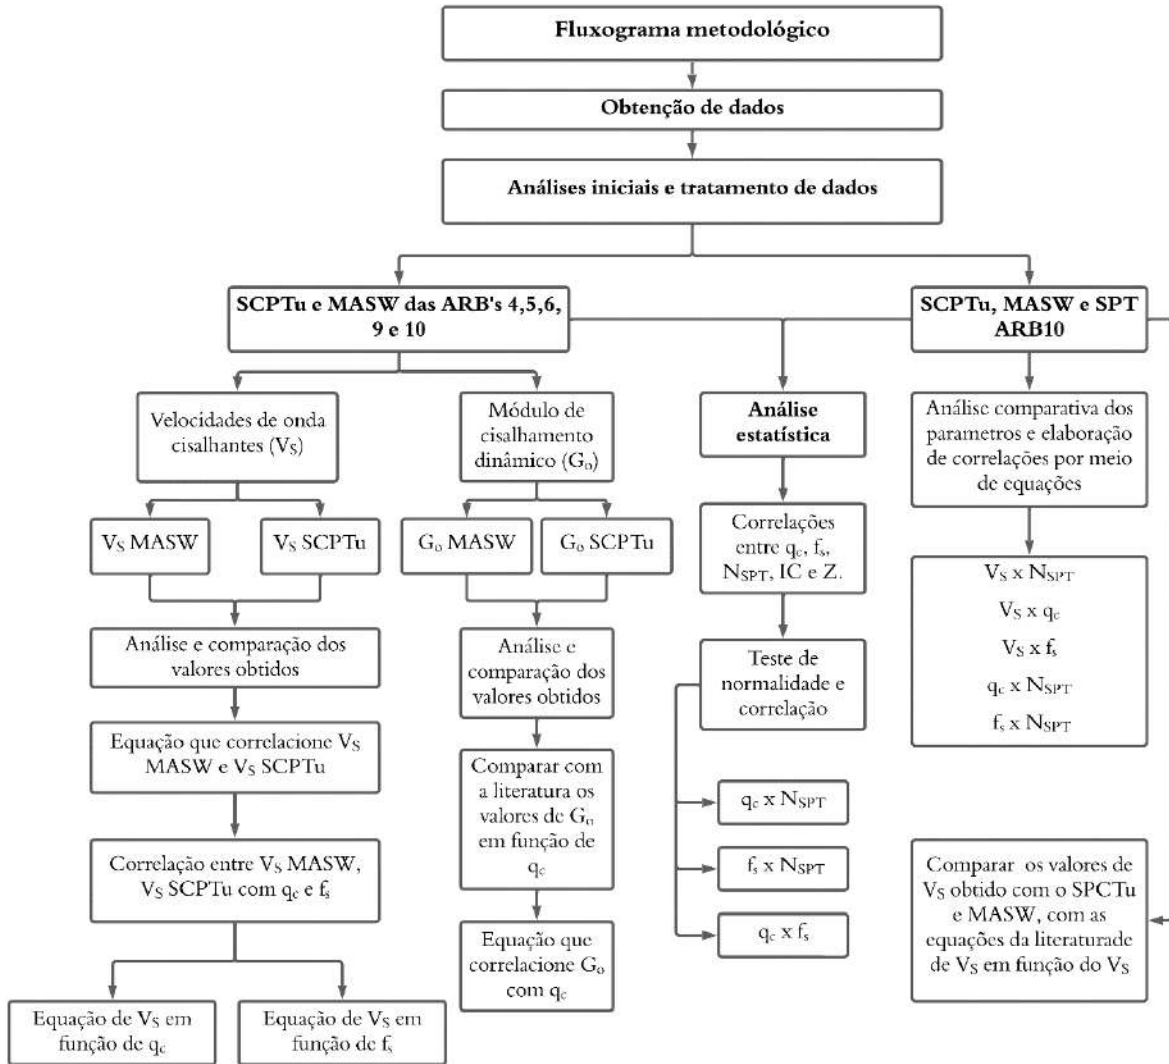 Fluxograma metodológico
Obtenção de dados
Análises iniciais e tratamento de dados
SCPTu e MASW das ARB's 4,5,6,
9 e 10
SCPTu, MASW e SPT
ARB10
Velocidades de onda
cisalhantes (VS)
Módulo de
cisalhamento
dinâmico (Go)
Análise
estatística
Análise comparativa dos
parametros e elaboração
de correlações por meio
de equações
VS MASW
VS SCPTu
Go MASW
Go SCPTu
Correlações
entre qc, fs,
NSPT, IC e Z.
VS x NSPT
VS x qc
VS x fs
qc x NSPT
fs x NSPT
Análise e comparação dos
valores obtidos
Análise e
comparação dos
valores obtidos
Teste de
normalidade e
correlação
Equação que correlacione VS
MASW e VS SCPTu
Comparar com
a literatura os
valores de Go
em função de
qc
qc x NSPT
fs x NSPT
qc x fs
Correlação entre VS MASW,
VS SCPTu com qc e fs
Comparar os valores de
VS obtido com o SPCTu
e MASW, com as
equações da literaturade
de VS em função do VS
Equação que
correlacione Go
com qc
Equação de VS em
função de qc
Equação de VS em
função de fs